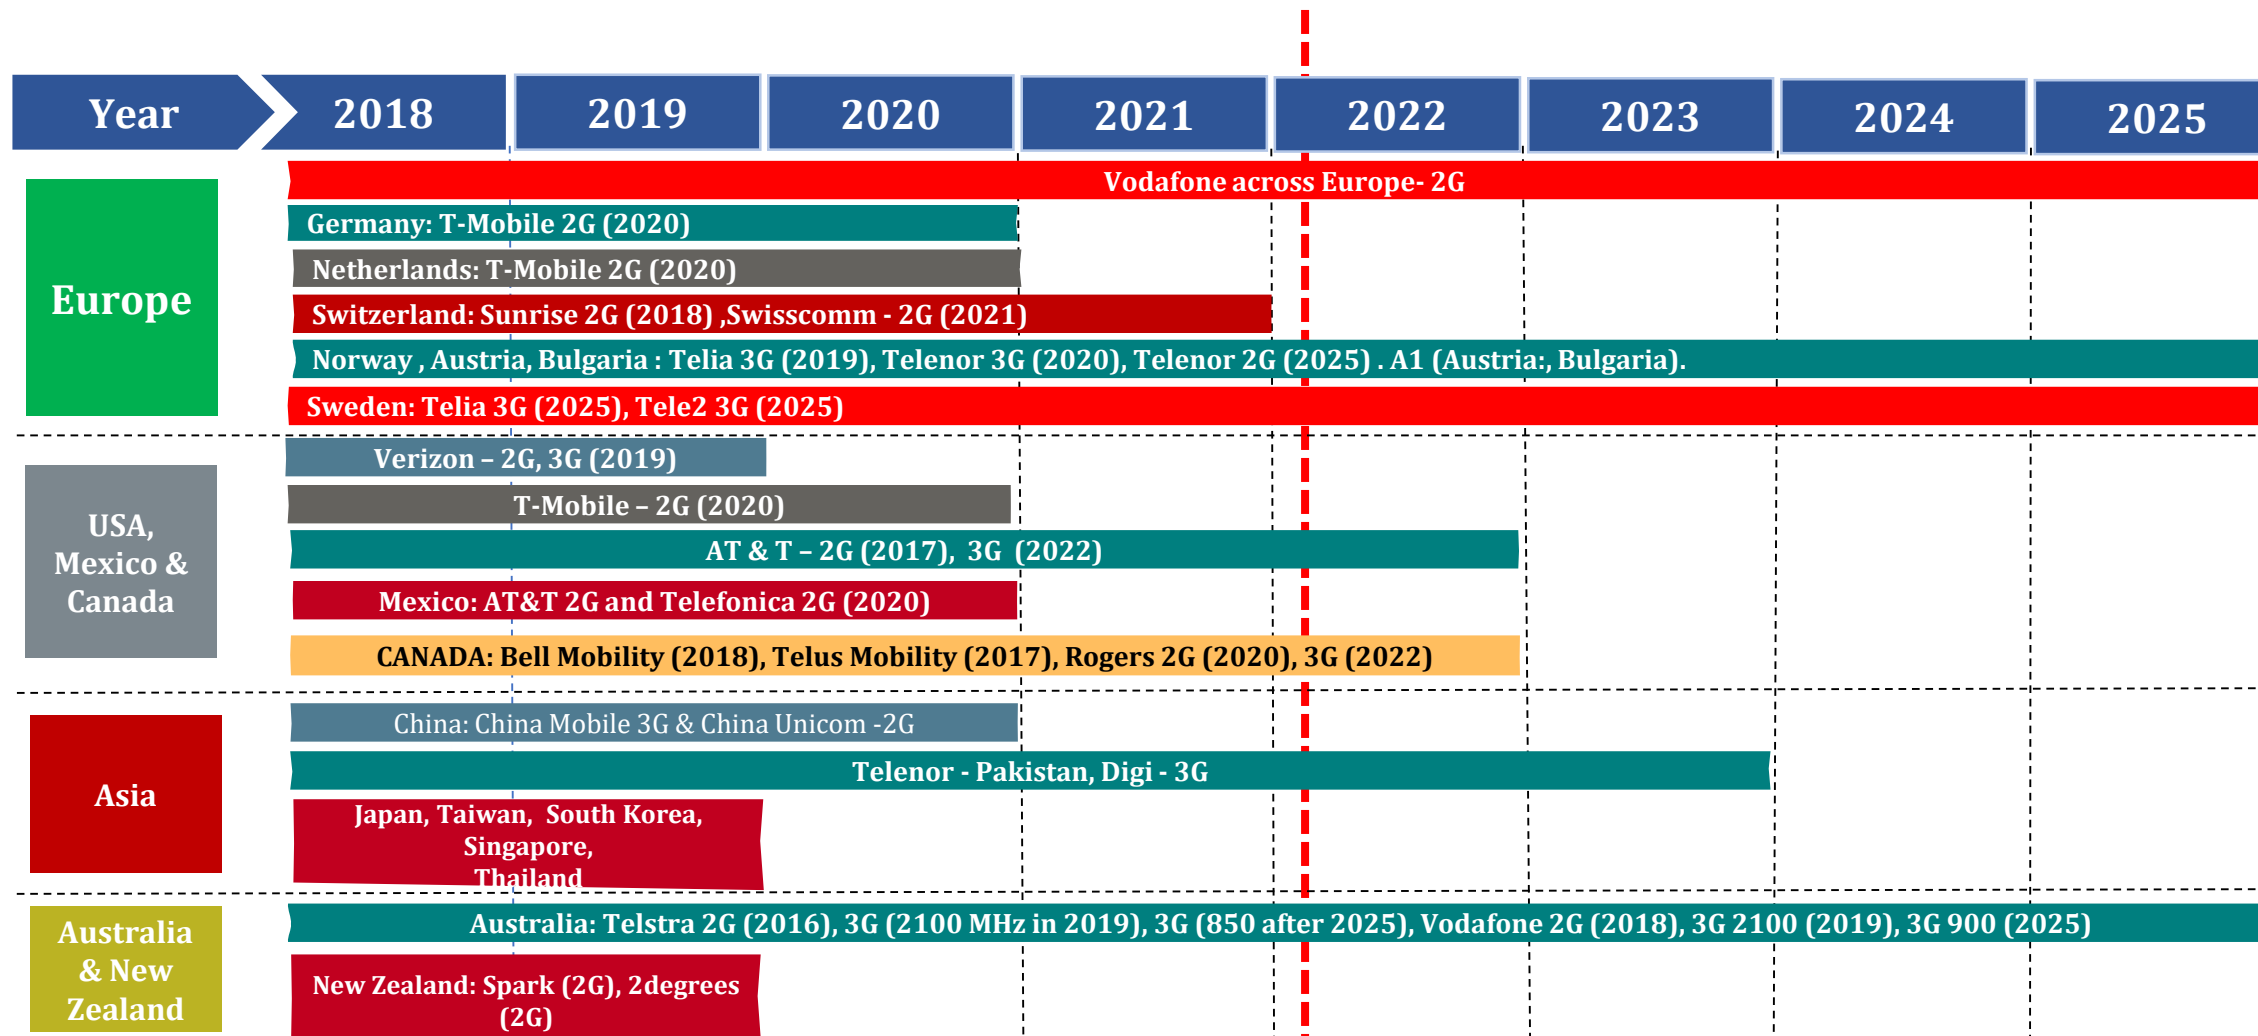 Year 2018 2019 2020 2021 2022 2023 2024 2025
Europe
Vodafone across Europe- 2G
Germany: T-Mobile 2G (2020)
Netherlands: T-Mobile 2G (2020)
Switzerland: Sunrise 2G (2018) ,Swisscomm - 2G (2021)
Norway , Austria, Bulgaria : Telia 3G (2019), Telenor 3G (2020), Telenor 2G (2025) . A1 (Austria:, Bulgaria).
Sweden: Telia 3G (2025), Tele2 3G (2025)
USA,
Mexico &
Canada
Verizon – 2G, 3G (2019)
T-Mobile – 2G (2020)
AT & T – 2G (2017), 3G (2022)
Mexico: AT&T 2G and Telefonica 2G (2020)
CANADA: Bell Mobility (2018), Telus Mobility (2017), Rogers 2G (2020), 3G (2022)
Asia
China: China Mobile 3G & China Unicom -2G
Telenor - Pakistan, Digi - 3G
Japan, Taiwan, South Korea,
Singapore,
Thailand
Australia
& New
Zealand
Australia: Telstra 2G (2016), 3G (2100 MHz in 2019), 3G (850 after 2025), Vodafone 2G (2018), 3G 2100 (2019), 3G 900 (2025)
New Zealand: Spark (2G), 2degrees
(2G)